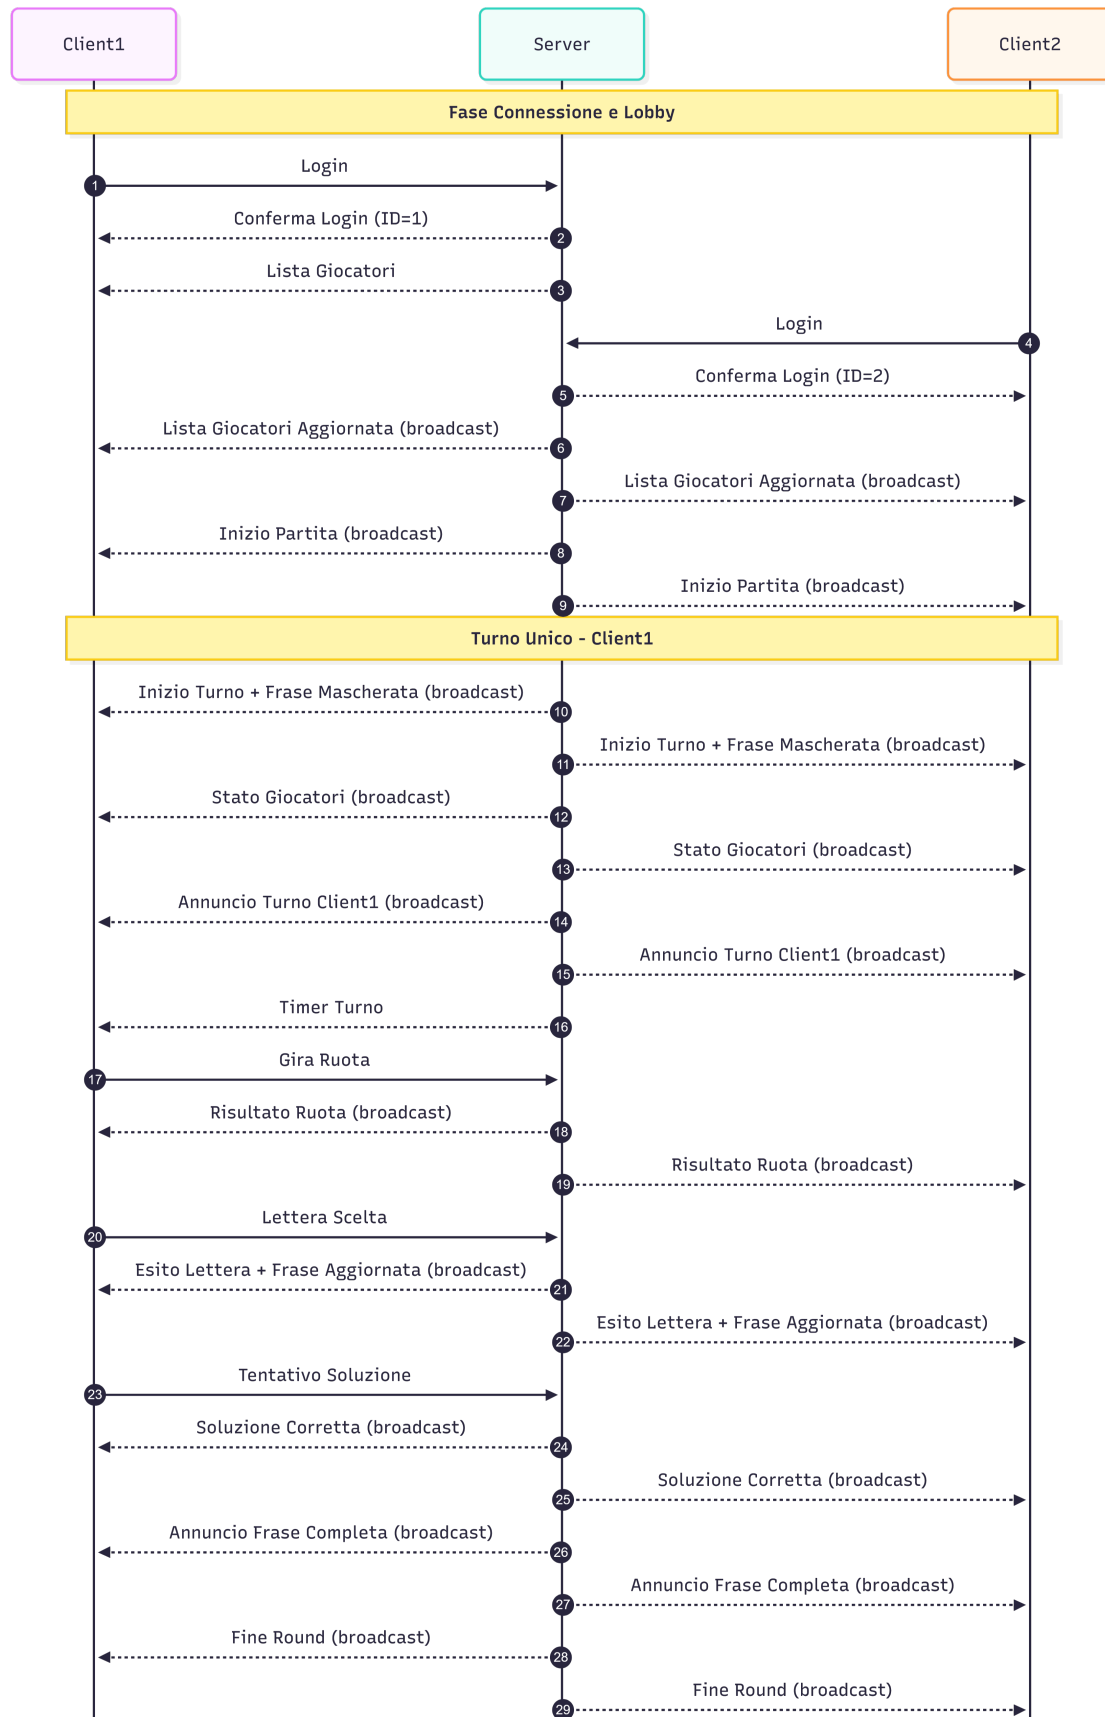 Client1
Server
Client2
Fase Connessione e Lobby
Login
1
Conferma Login (ID=1)
2
Lista Giocatori
3
Login
4
Conferma Login (ID=2)
5
Lista Giocatori Aggiornata (broadcast)
6
Lista Giocatori Aggiornata (broadcast)
7
Inizio Partita (broadcast)
8
Inizio Partita (broadcast)
9
Turno Unico - Client1
Inizio Turno + Frase Mascherata (broadcast)
10
Inizio Turno + Frase Mascherata (broadcast)
11
Stato Giocatori (broadcast)
12
Stato Giocatori (broadcast)
13
Annuncio Turno Client1 (broadcast)
14
Annuncio Turno Client1 (broadcast)
15
Timer Turno
16
Gira Ruota
17
Risultato Ruota (broadcast)
18
Risultato Ruota (broadcast)
19
Lettera Scelta
20
Esito Lettera + Frase Aggiornata (broadcast)
21
Esito Lettera + Frase Aggiornata (broadcast)
22
Tentativo Soluzione
23
Soluzione Corretta (broadcast)
24
Soluzione Corretta (broadcast)
25
Annuncio Frase Completa (broadcast)
26
Annuncio Frase Completa (broadcast)
27
Fine Round (broadcast)
28
Fine Round (broadcast)
29